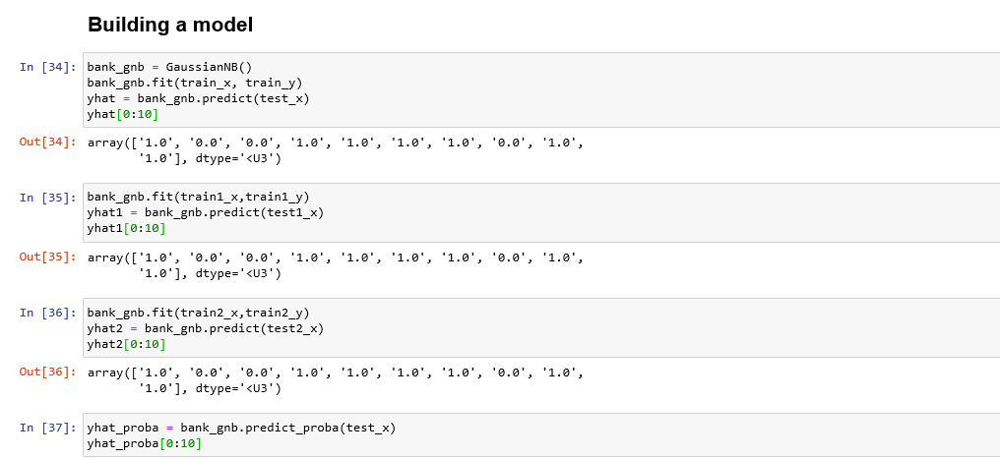 Building a model
In [34]: bank_gnb = GaussianNB()
bank_gnb.fit(train_x, train_y)
yhat = bank_gnb.predict(test_x)
yhat[0:10]
Out[34]: array(['1.0', '0.0', '0.0', '1.0', '1.0', '1.0', '1.0', '0.0', '1.0',
'1.0'], dtype='<U3')
In [35]: bank_gnb.fit(train1_x,train1_y)
yhat1 = bank_gnb.predict(test1_x)
yhat1[0:10]
Out[35]: array(['1.0', '0.0', '0.0', '1.0', '1.0', '1.0', '1.0', '0.0', '1.0',
'1.0'], dtype='<U3')
In [36]: bank_gnb.fit(train2_x,train2_y)
yhat2 = bank_gnb.predict(test2_x)
yhat2[0:10]
Out[36]: array(['1.0', '0.0', '0.0', '1.0', '1.0', '1.0', '1.0', '0.0', '1.0',
'1.0'], dtype='<U3')
In [37]: yhat_proba = bank_gnb.predict_proba(test_x)
yhat_proba[0:10]